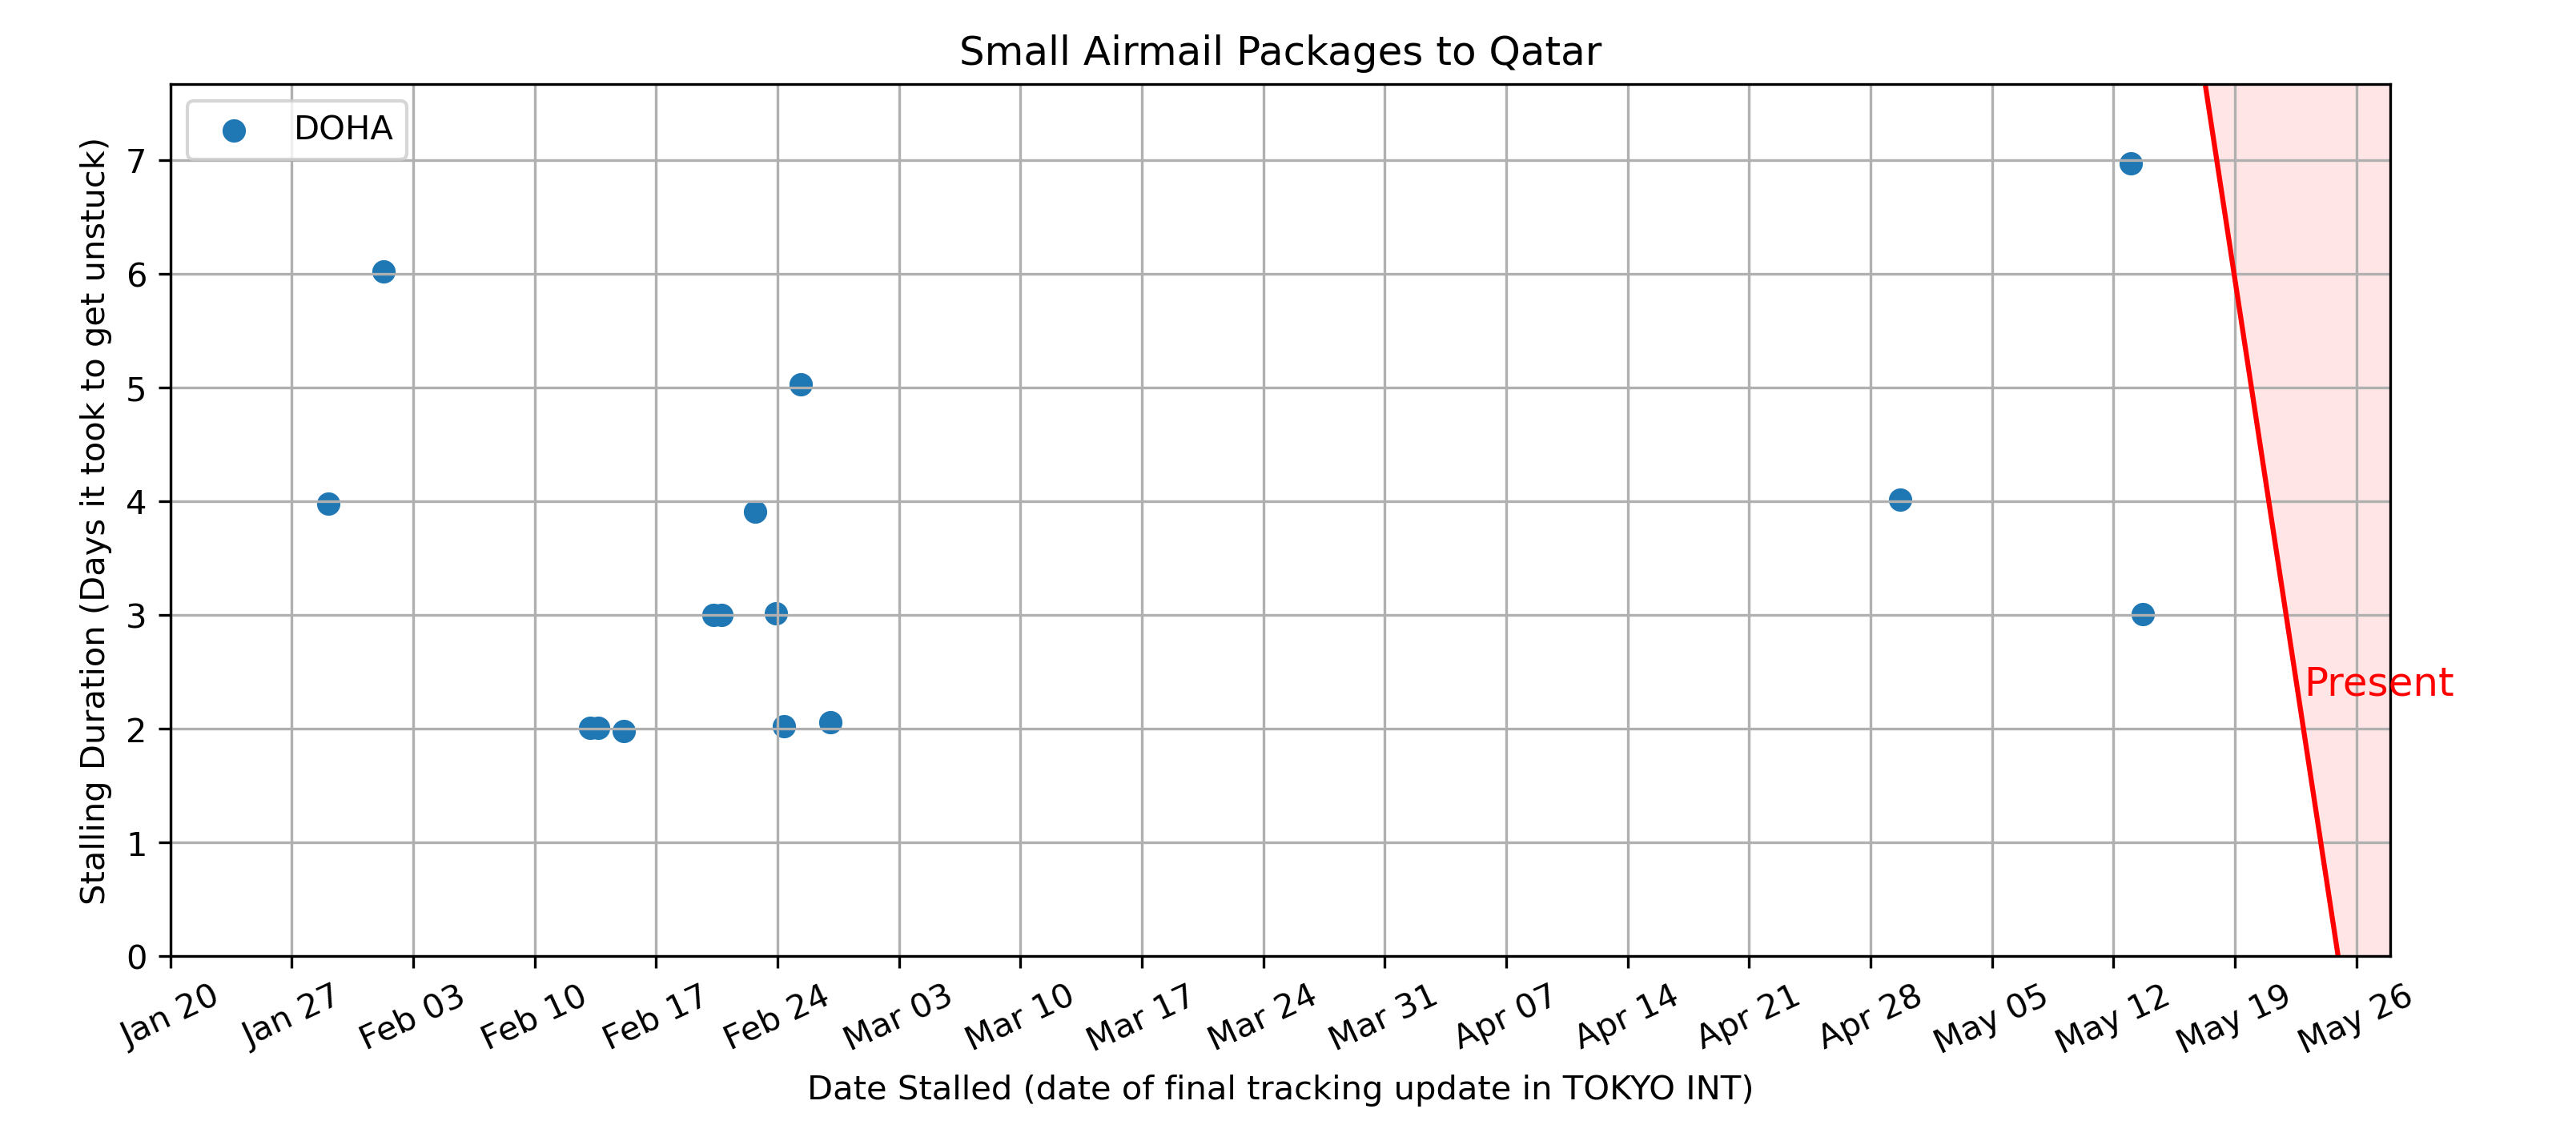 Small Airmail Packages to Qatar
DOHA
Stalling Duration (Days it took to get unstuck)
7
6
5
4
3
2
1
0
Present
Jan 20
Jan 27
Feb 03
Feb 10
Feb 17
Feb 24
Mar 03
Mar 10
Mar 17
Mar 24
Mar 31
Apr 07
Apr 14
Apr 21
Apr 28
May 05
May 12
May 19
May 26
Date Stalled (date of final tracking update in TOKYO INT)